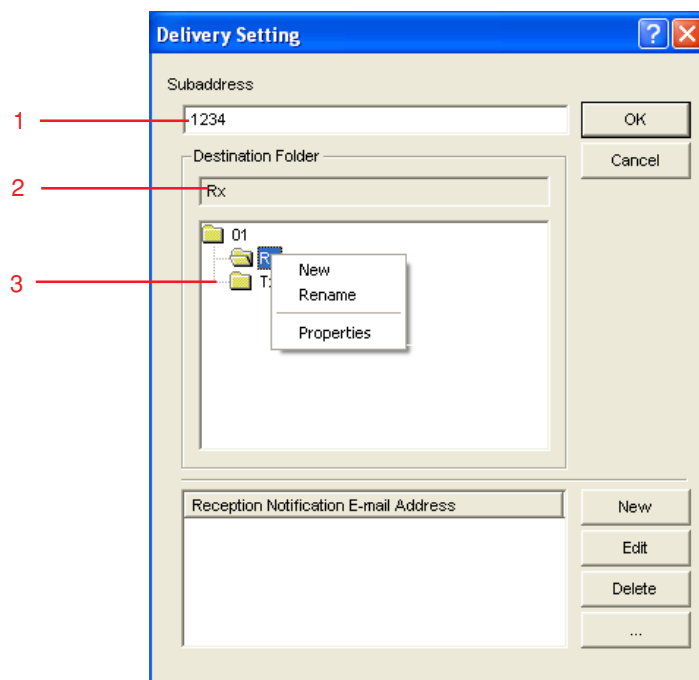 Delivery Setting
Subaddress
1
1234
OK
Destination Folder
Cancel
2
Rx
01
3
New
Rename
Properties
Reception Notification E-mail Address
New
Edit
Delete
...